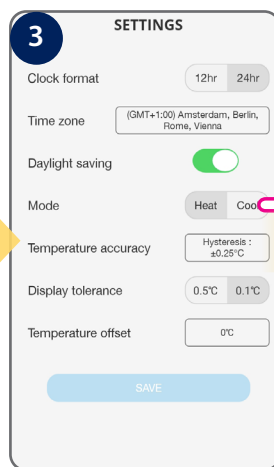 3
SETTINGS
Clock format
12hr 24hr
Time zone
(GMT+1:00) Amsterdam, Berlin,
Rome, Vienna
Daylight saving
Mode
Heat Cool
Temperature accuracy
Hysteresis :
±0.25°C
Display tolerance
0.5°C 0.1°C
Temperature offset
0°C
SAVE